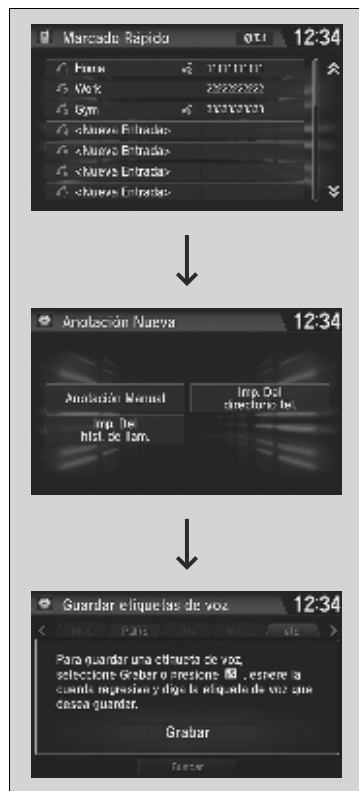 Marcado Rápido
12:34
Home
Work 2222222222
Gym 3333333333
<Nueva Entrada>
<Nueva Entrada>
<Nueva Entrada>
<Nueva Entrada>
Anotación Nueva 12:34
Anotación Manual
Imp. Del
directorio tel.
Imp. Del
hist. de llam.
Guardar etiquetas de voz 12:34
Para guardar una etiqueta de voz,
seleccione Grabar o presione , espere la
cuenta regresiva y diga la etiqueta de voz que
desea guardar.
Grabar